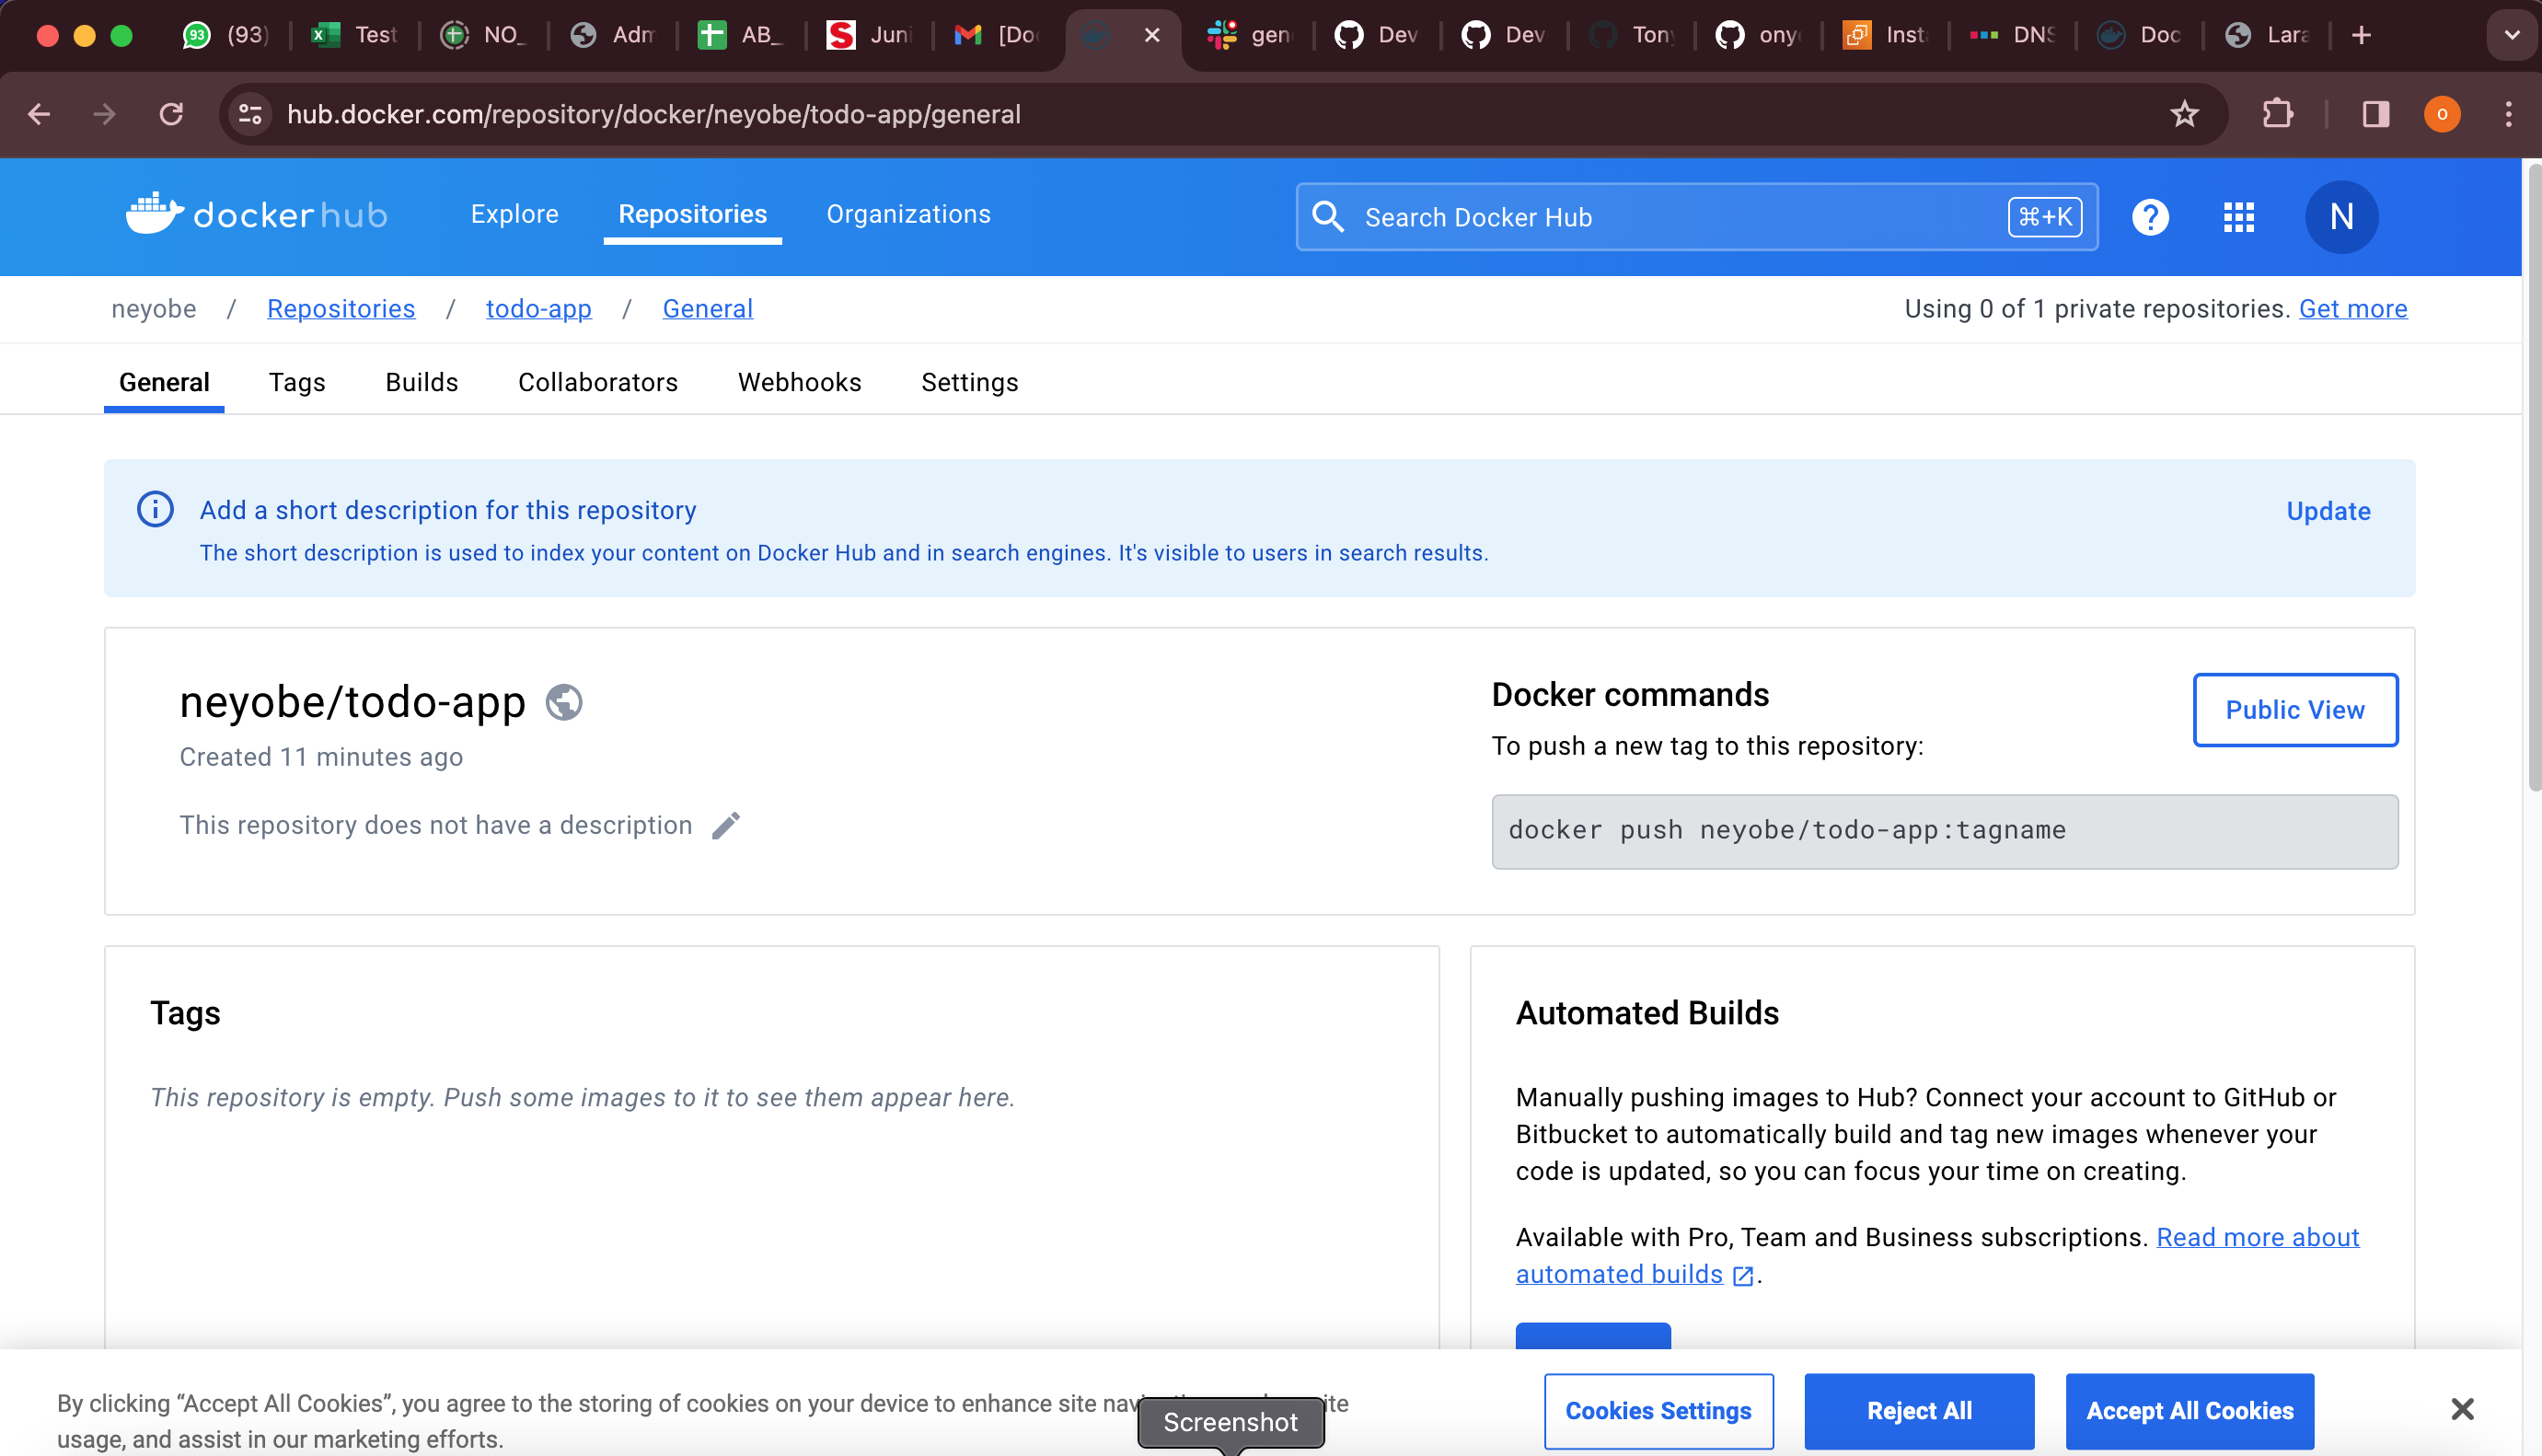 93 (93) Test NO_ Adm AB_ Juni [Do gen Dev Dev Ton ony Inst DNS Doc Lara
hub.docker.com/repository/docker/neyobe/todo-app/general O
dockerhub Explore Repositories Organizations Search Docker Hub ⌘+K N
neyobe / Repositories / todo-app / General Using 0 of 1 private repositories. Get more
General Tags Builds Collaborators Webhooks Settings
Add a short description for this repository Update
The short description is used to index your content on Docker Hub and in search engines. It's visible to users in search results.
neyobe/todo-app
Created 11 minutes ago
This repository does not have a description
Docker commands
Public View
To push a new tag to this repository:
docker push neyobe/todo-app:tagname
Tags
This repository is empty. Push some images to it to see them appear here.
Automated Builds
Manually pushing images to Hub? Connect your account to GitHub or
Bitbucket to automatically build and tag new images whenever your
code is updated, so you can focus your time on creating.
Available with Pro, Team and Business subscriptions. Read more about
automated builds .
By clicking “Accept All Cookies”, you agree to the storing of cookies on your device to enhance site
usage, and assist in our marketing efforts.
Screenshot
Cookies Settings Reject All Accept All Cookies